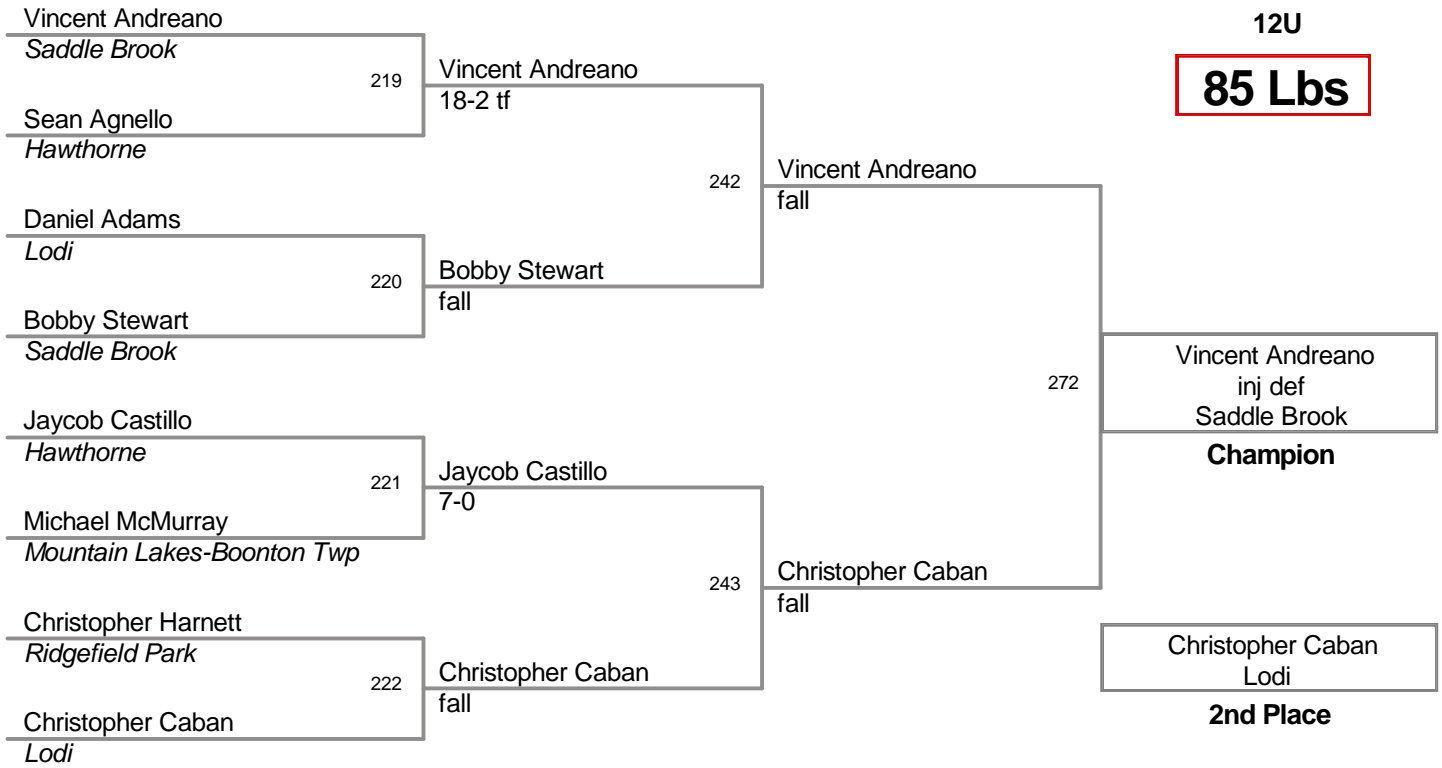 Vincent Andreano
Saddle Brook
219
Sean Agnello
Hawthorne
Vincent Andreano
18-2 tf
Daniel Adams
Lodi
220
Bobby Stewart
Saddle Brook
Bobby Stewart
fall
242
Vincent Andreano
fall
Jaycob Castillo
Hawthorne
221
Michael McMurray
Mountain Lakes-Boonton Twp
Jaycob Castillo
7-0
Christopher Harnett
Ridgefield Park
222
Christopher Caban
Lodi
Christopher Caban
fall
243
Christopher Caban
fall
272
12U
85 Lbs
Vincent Andreano
inj def
Saddle Brook
Champion
Christopher Caban
Lodi
2nd Place